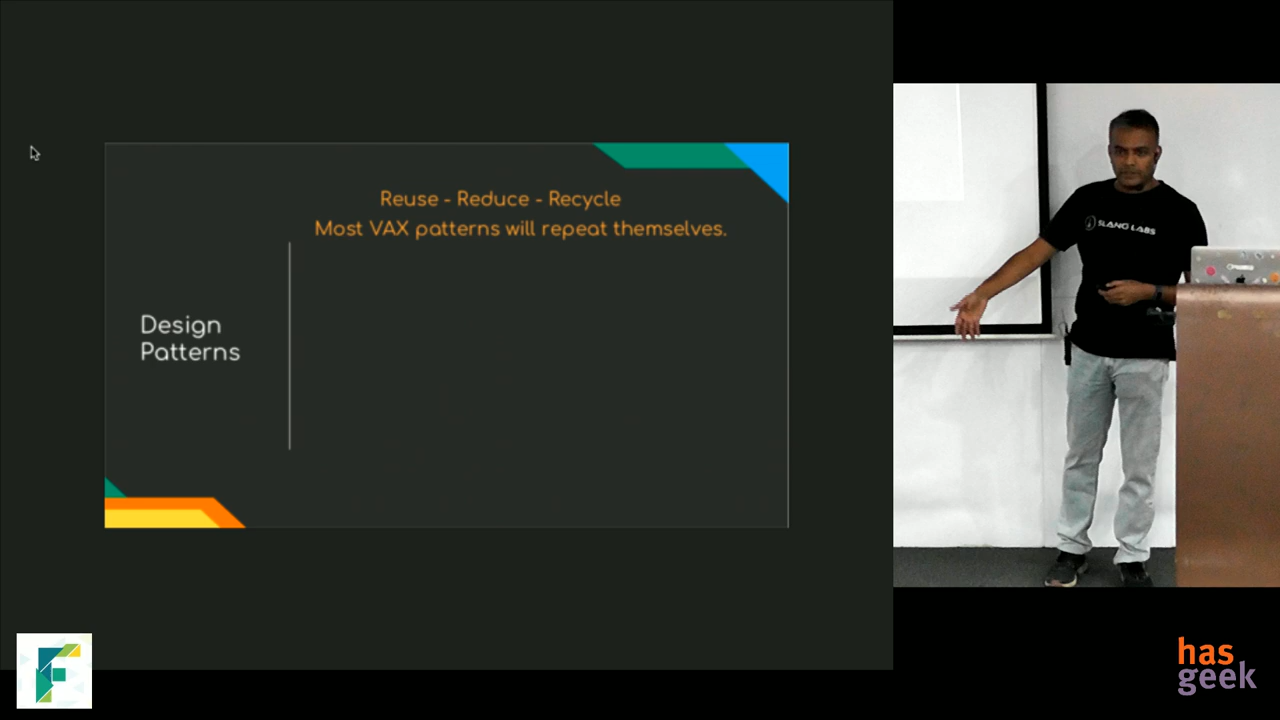 Reuse - Reduce - Recycle
Most VAX patterns will repeat themselves.
Design
Patterns
SLANG LABS
F
has
geek